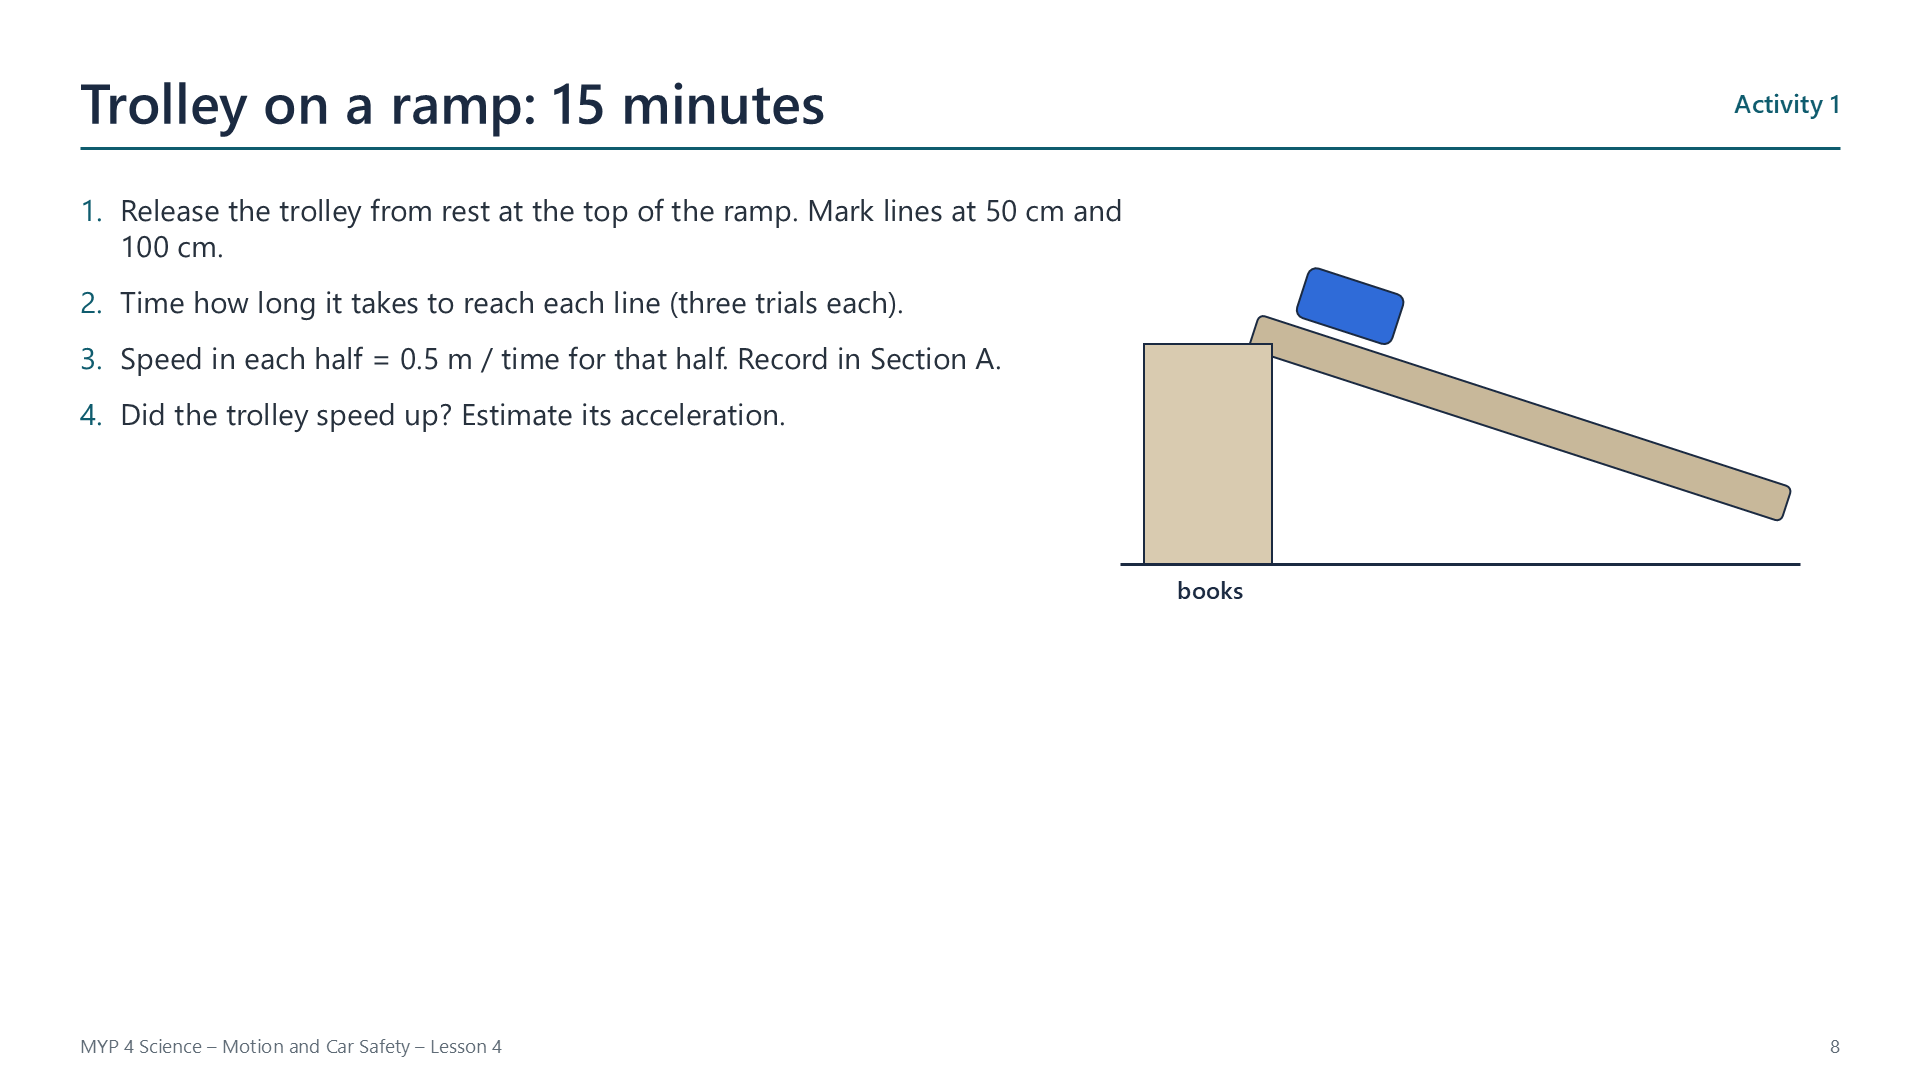 Trolley on a ramp: 15 minutes
Activity 1
1. Release the trolley from rest at the top of the ramp. Mark lines at 50 cm and
100 cm.
2. Time how long it takes to reach each line (three trials each).
3. Speed in each half = 0.5 m / time for that half. Record in Section A.
4. Did the trolley speed up? Estimate its acceleration.
books
MYP 4 Science – Motion and Car Safety – Lesson 4
8